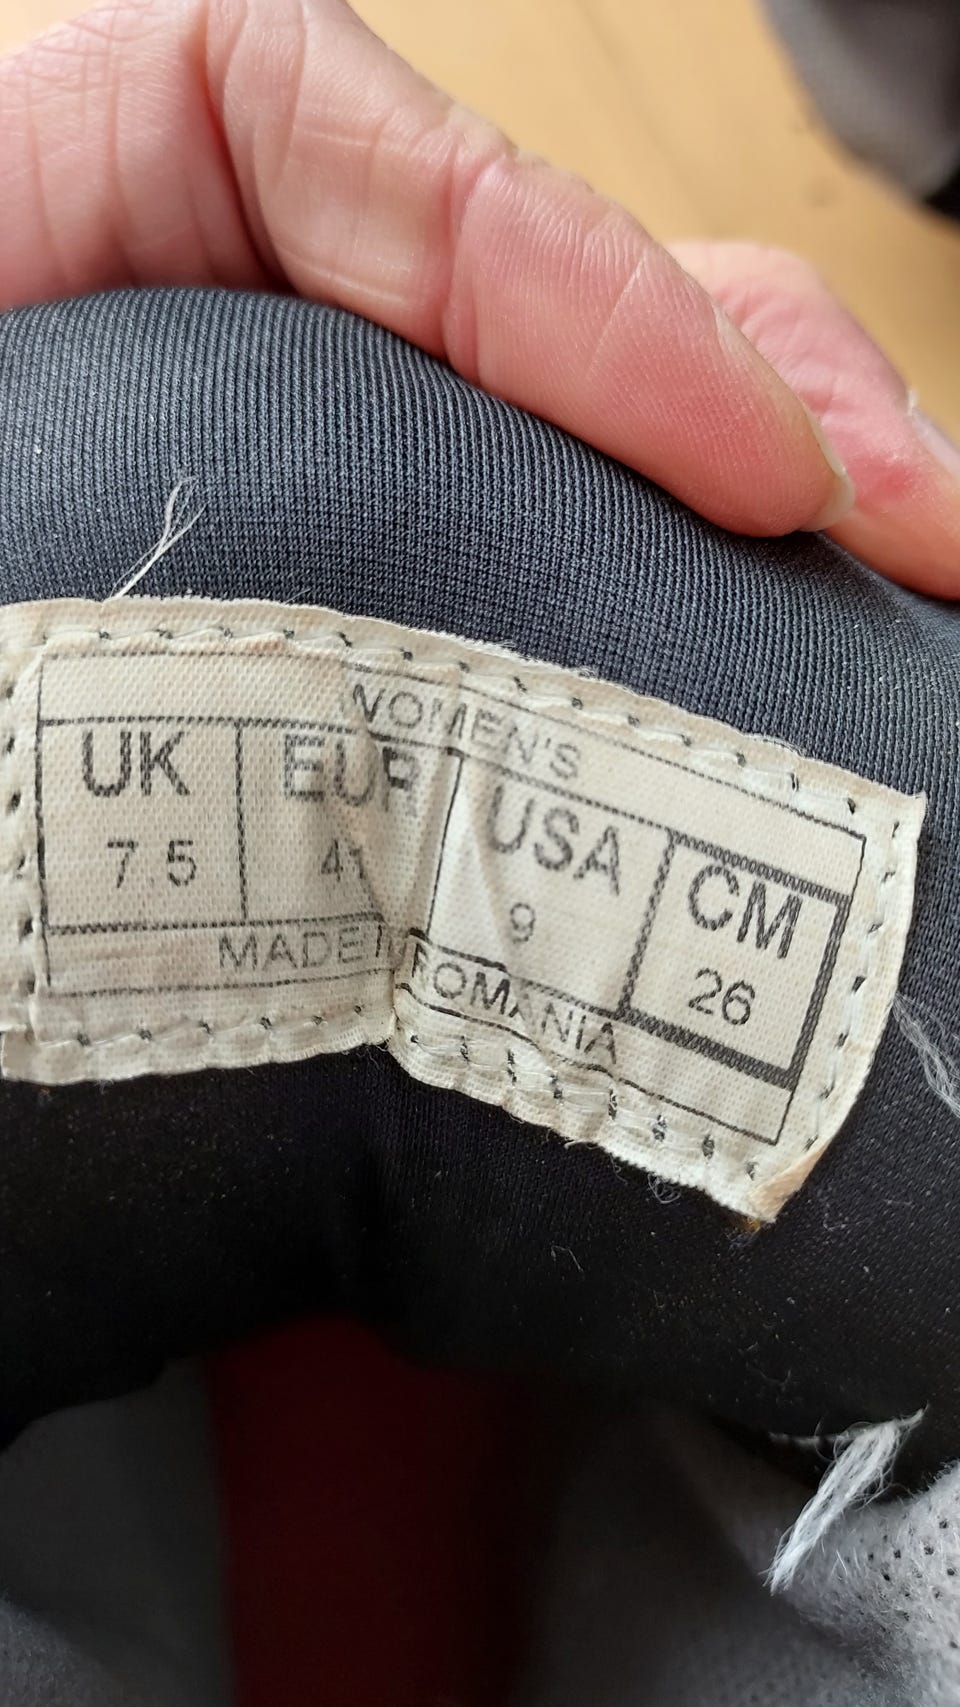 WOMEN'S
UK EUR USA CM
7.5 41 9 26
MADE IN ROMANIA